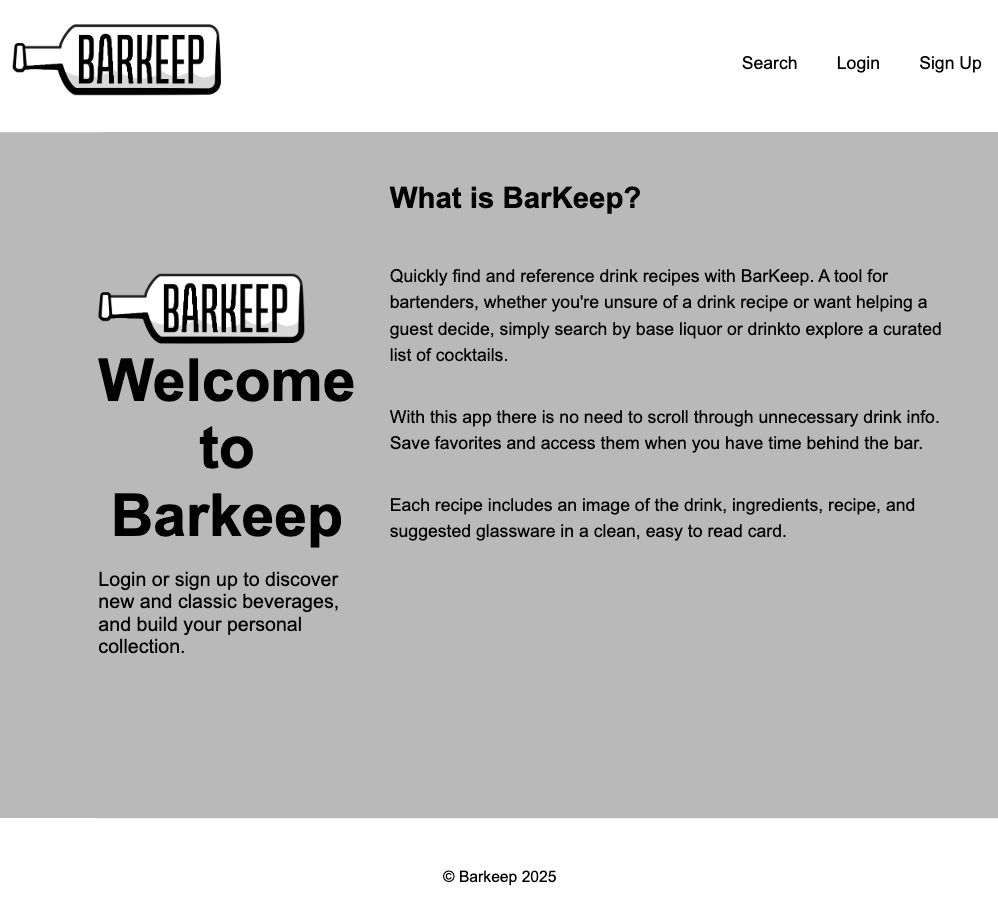 BARKEEP
Search
Login
Sign Up
BARKEEP
Welcome
to
Barkeep
Login or sign up to discover
new and classic beverages,
and build your personal
collection.
What is BarKeep?
Quickly find and reference drink recipes with BarKeep. A tool for
bartenders, whether you're unsure of a drink recipe or want helping a
guest decide, simply search by base liquor or drinkto explore a curated
list of cocktails.
With this app there is no need to scroll through unnecessary drink info.
Save favorites and access them when you have time behind the bar.
Each recipe includes an image of the drink, ingredients, recipe, and
suggested glassware in a clean, easy to read card.
© Barkeep 2025